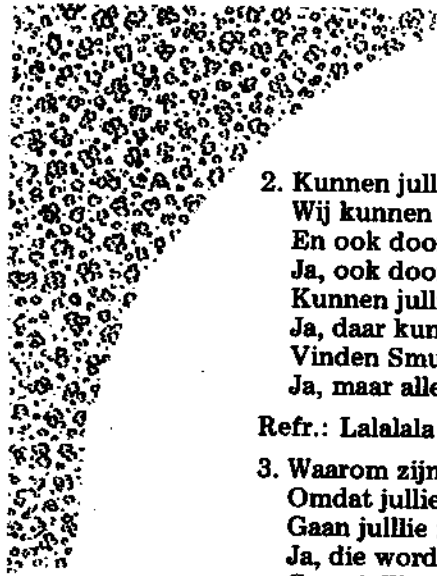 2. Kunnen jull
Wij kunnen
En ook doo
Ja, ook doo
Kunnen jull
Ja, daar kun
Vinden Smu
Ja, maar alle
Refr.: Lalalala
3. Waarom zijn
Omdat jullie
Gaan julllie
Ja, die word